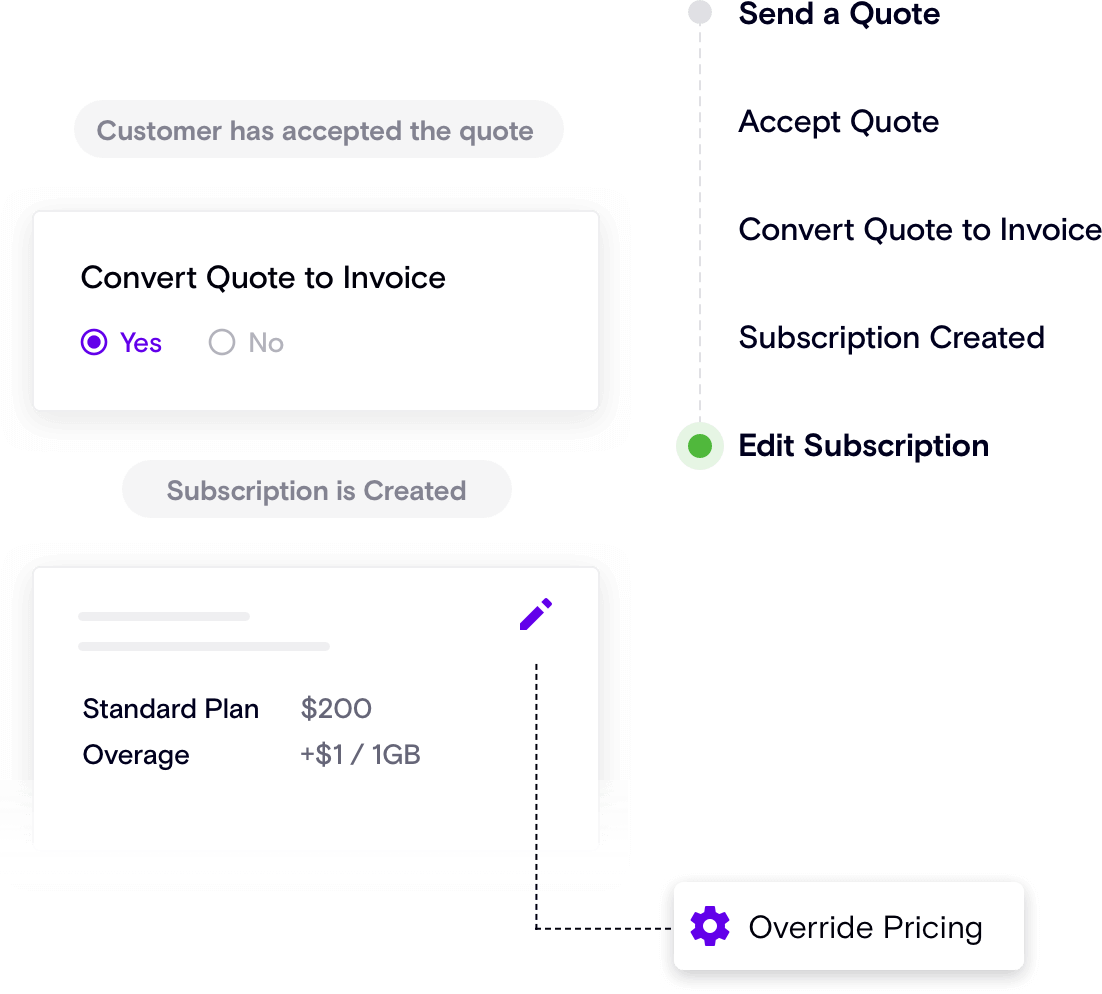 Send a Quote
Accept Quote
Convert Quote to Invoice
Subscription Created
Edit Subscription
Customer has accepted the quote
Convert Quote to Invoice
Yes No
Subscription is Created
Standard Plan $200
Overage +$1 / 1GB
Override Pricing